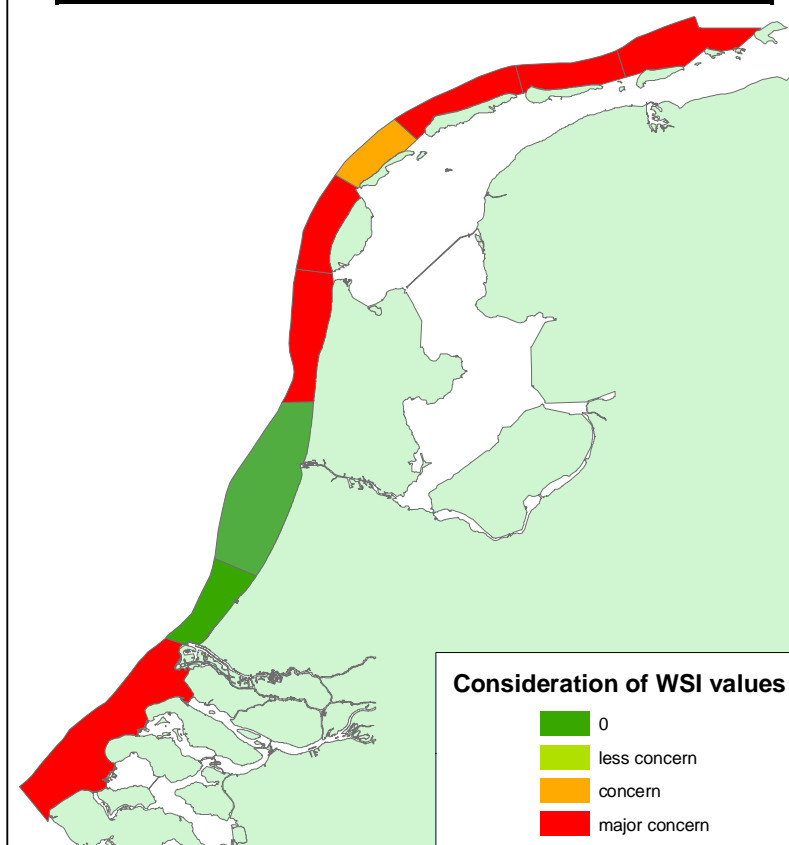 Consideration of WSI values
0
less concern
concern
major concern